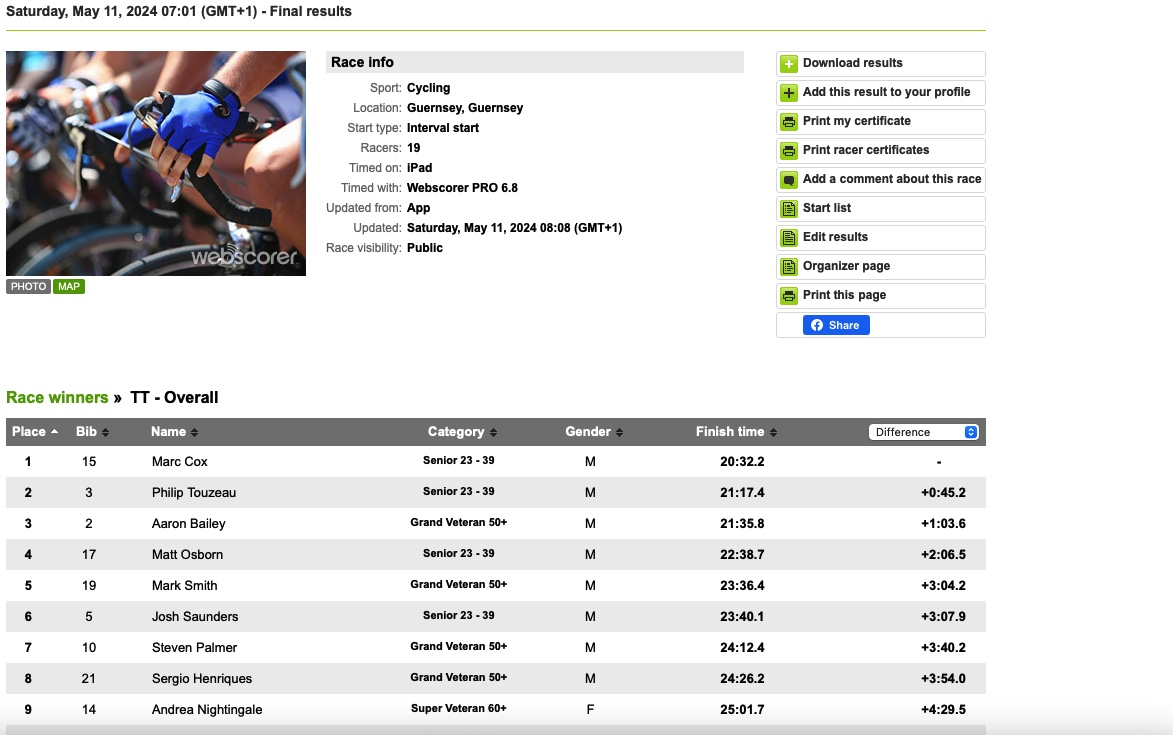 Saturday, May 11, 2024 07:01 (GMT+1) - Final results
webscorer
PHOTO MAP
Race info
Sport: Cycling
Location: Guernsey, Guernsey
Start type: Interval start
Racers: 19
Timed on: iPad
Timed with: Webscorer PRO 6.8
Updated from: App
Updated: Saturday, May 11, 2024 08:08 (GMT+1)
Race visibility: Public
Download results
Add this result to your profile
Print my certificate
Print racer certificates
Add a comment about this race
Start list
Edit results
Organizer page
Print this page
Share
Race winners » TT - Overall
Place Bib Name Category Gender Finish time Difference
1 15 Marc Cox Senior 23 - 39 M 20:32.2 -
2 3 Philip Touzeau Senior 23 - 39 M 21:17.4 +0:45.2
3 2 Aaron Bailey Grand Veteran 50+ M 21:35.8 +1:03.6
4 17 Matt Osborn Senior 23 - 39 M 22:38.7 +2:06.5
5 19 Mark Smith Grand Veteran 50+ M 23:36.4 +3:04.2
6 5 Josh Saunders Senior 23 - 39 M 23:40.1 +3:07.9
7 10 Steven Palmer Grand Veteran 50+ M 24:12.4 +3:40.2
8 21 Sergio Henriques Grand Veteran 50+ M 24:26.2 +3:54.0
9 14 Andrea Nightingale Super Veteran 60+ F 25:01.7 +4:29.5